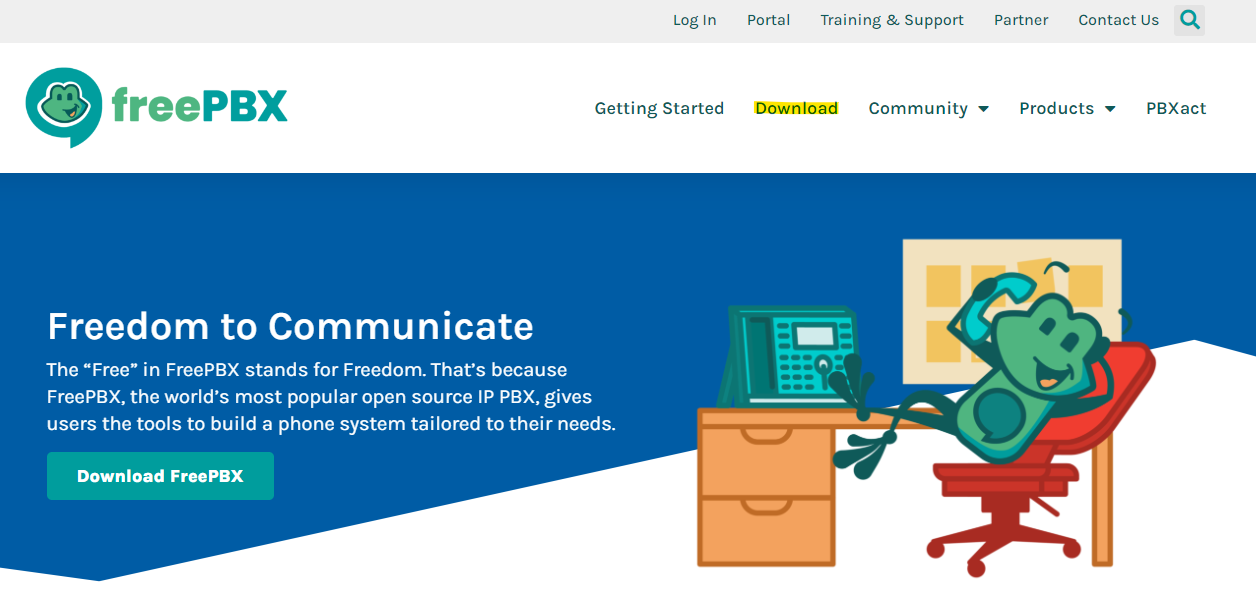 Log In Portal Training & Support Partner Contact Us
freePBX
Getting Started Download Community Products PBXact
Freedom to Communicate
The “Free” in FreePBX stands for Freedom. That’s because
FreePBX, the world’s most popular open source IP PBX, gives
users the tools to build a phone system tailored to their needs.
Download FreePBX